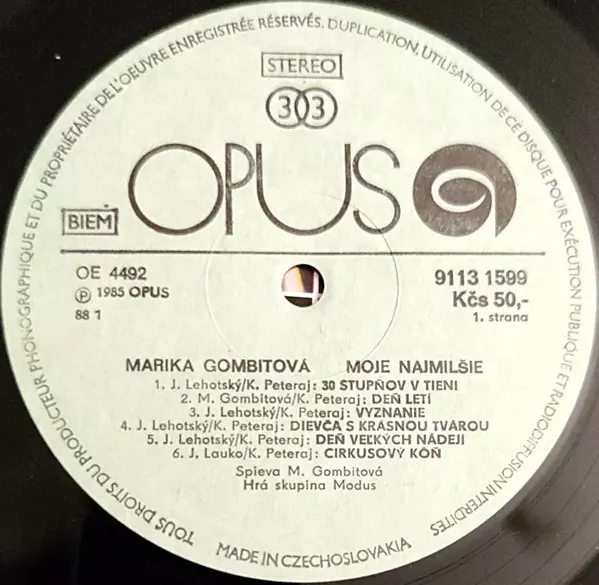 TOUS DROITS DU PRODUCTEUR PHONOGRAPHIQUE ET DU PROPRIÉTAIRE DE L'OEUVRE ENREGISTRÉE RÉSERVÉS. DUPLICATION, UTILISATION DE CE DISQUE POUR EXÉCUTION PUBLIQUE ET RADIODIFFUSION INTERDITES
STEREO
33
OPUS
BIEM
OE 4492
9113 1599
Ⓟ 1985 OPUS
Kčs 50,-
88 1
1. strana
MARIKA GOMBITOVÁ MOJE NAJMILŠIE
1. J. Lehotský/K. Peteraj: 30 STUPŇOV V TIENI
2. M. Gombitová/K. Peteraj: DEŇ LETÍ
3. J. Lehotský/K. Peteraj: VYZNANIE
4. J. Lehotský/K. Peteraj: DIEVČA S KRÁSNOU TVÁROU
5. J. Lehotský/K. Peteraj: DEŇ VEĽKÝCH NÁDEJÍ
6. J. Lauko/K. Peteraj: CIRKUSOVÝ KÔŇ
Spieva M. Gombitová
Hrá skupina Modus
MADE IN CZECHOSLOVAKIA